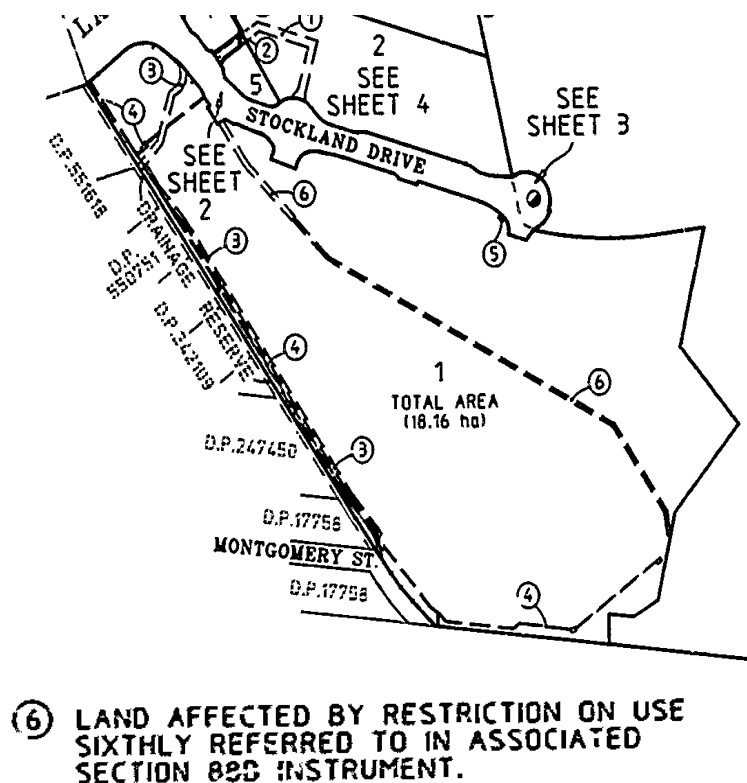 1
2
3
2
SEE
SHEET 4
5
4
SEE
SHEET 3
STOCKLAND DRIVE
SEE
SHEET
2
D.P.551618
6
DRAINAGE
RESERVE
3
5
D.P.
550751
D.P.342109
4
1
TOTAL AREA
(18.16 ha)
6
D.P.247450
3
D.P.17758
MONTGOMERY ST.
D.P.17758
4
6 LAND AFFECTED BY RESTRICTION ON USE
SIXTHLY REFERRED TO IN ASSOCIATED
SECTION 88B INSTRUMENT.